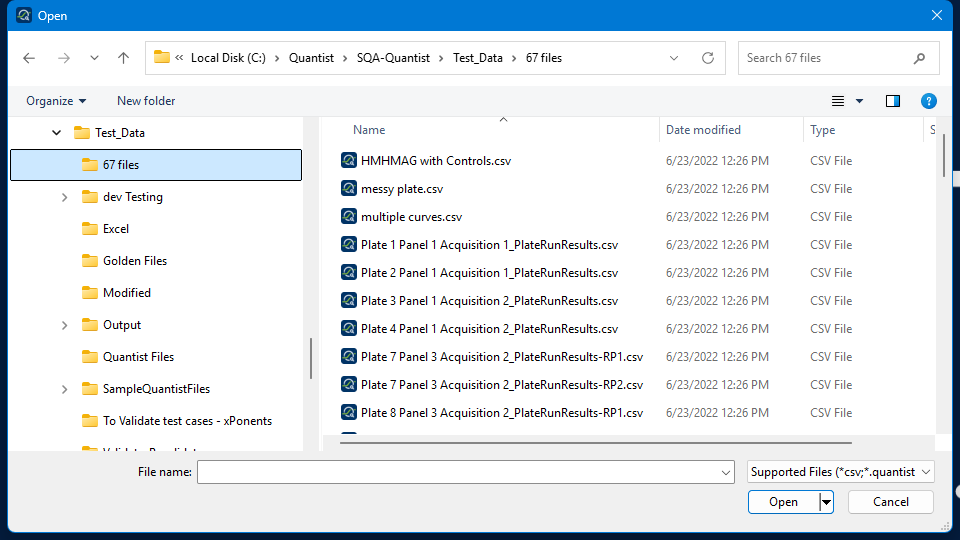 Open
« Local Disk (C:) > Quantist > SQA-Quantist > Test_Data > 67 files
Search 67 files
Organize
New folder
Test_Data
67 files
dev Testing
Excel
Golden Files
Modified
Output
Quantist Files
SampleQuantistFiles
To Validate test cases - xPonents
Name Date modified Type S
HMHMAG with Controls.csv 6/23/2022 12:26 PM CSV File
messy plate.csv 6/23/2022 12:26 PM CSV File
multiple curves.csv 6/23/2022 12:26 PM CSV File
Plate 1 Panel 1 Acquisition 1_PlateRunResults.csv 6/23/2022 12:26 PM CSV File
Plate 2 Panel 1 Acquisition 1_PlateRunResults.csv 6/23/2022 12:26 PM CSV File
Plate 3 Panel 1 Acquisition 2_PlateRunResults.csv 6/23/2022 12:26 PM CSV File
Plate 4 Panel 1 Acquisition 2_PlateRunResults.csv 6/23/2022 12:26 PM CSV File
Plate 7 Panel 3 Acquisition 2_PlateRunResults-RP1.csv 6/23/2022 12:26 PM CSV File
Plate 7 Panel 3 Acquisition 2_PlateRunResults-RP2.csv 6/23/2022 12:26 PM CSV File
Plate 8 Panel 3 Acquisition 2_PlateRunResults-RP1.csv 6/23/2022 12:26 PM CSV File
File name:
Supported Files (*csv;*.quantist
Open
Cancel